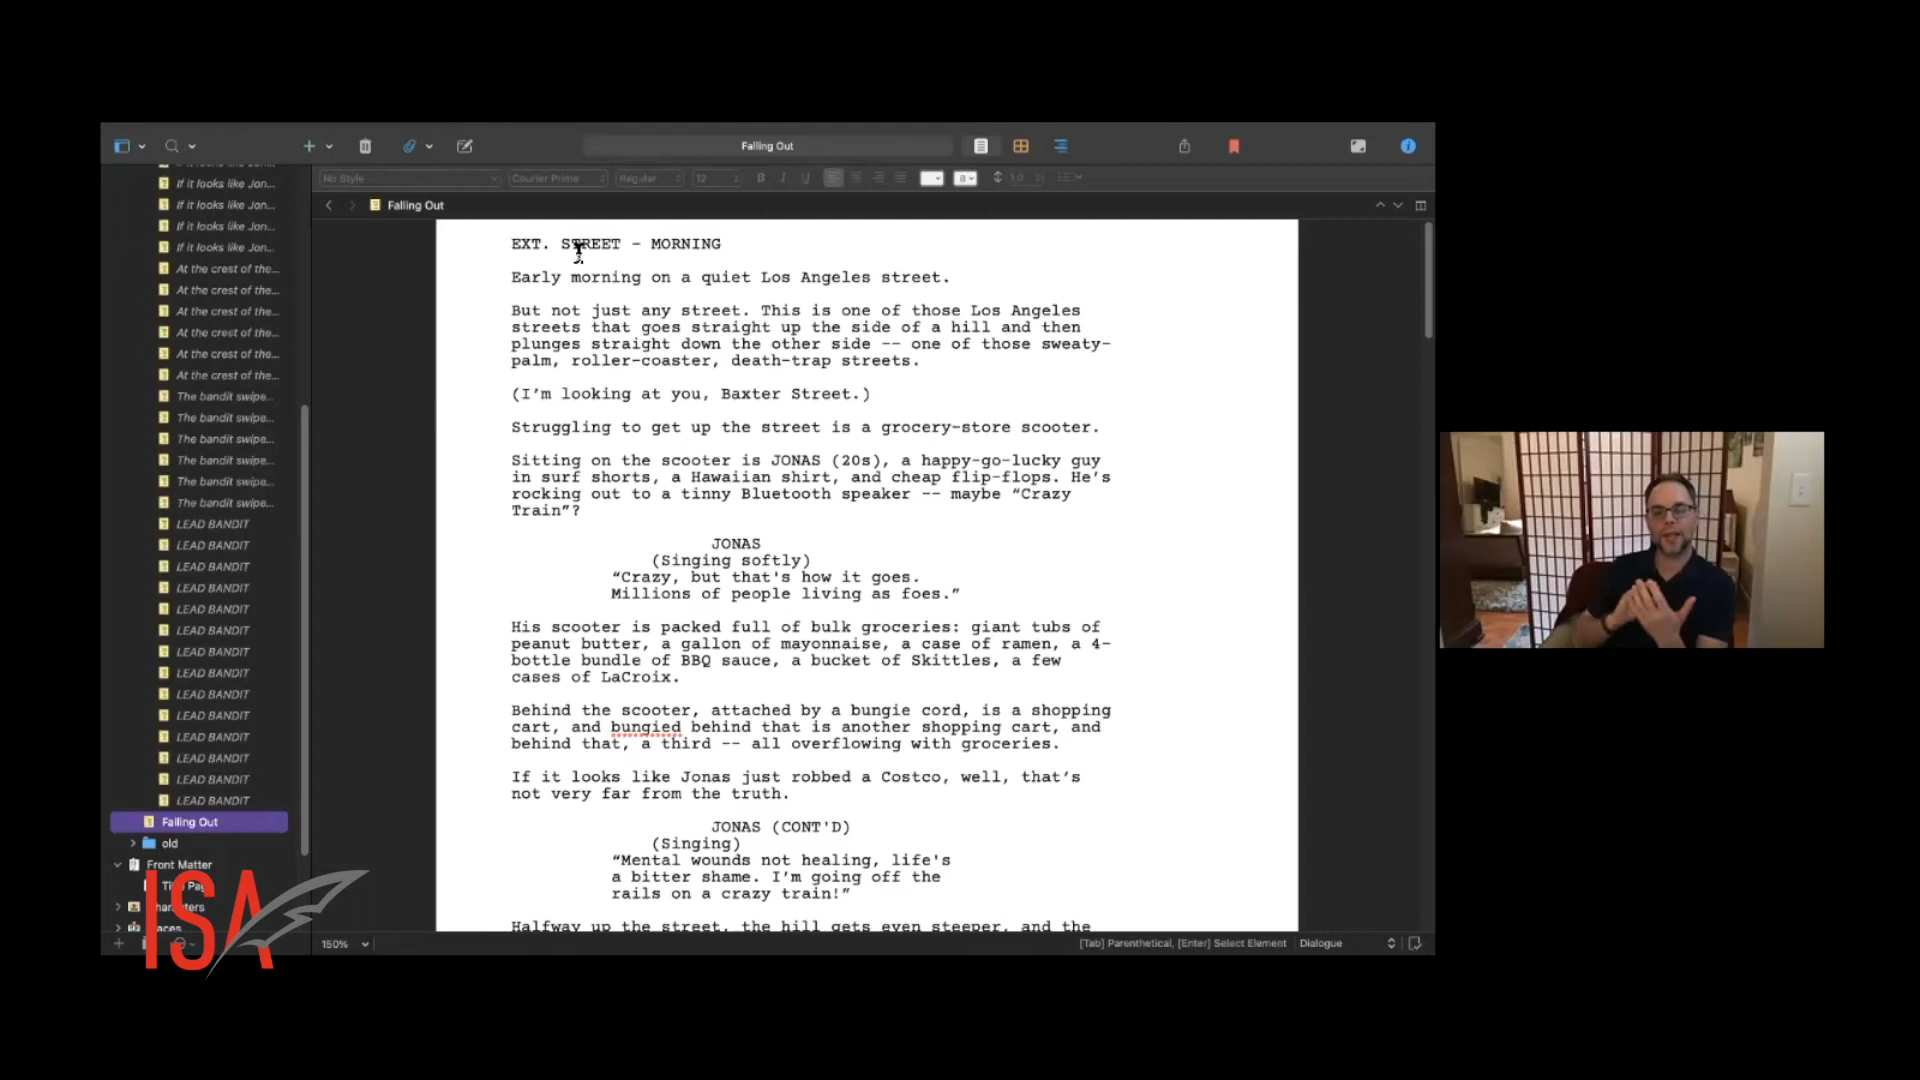 Falling Out
No Style
Courier Prime
Regular
12
B
I
U
a
1.0
Falling Out
If it looks like Jon...
If it looks like Jon...
If it looks like Jon...
If it looks like Jon...
At the crest of the...
At the crest of the...
At the crest of the...
At the crest of the...
At the crest of the...
At the crest of the...
The bandit swipe...
The bandit swipe...
The bandit swipe...
The bandit swipe...
The bandit swipe...
The bandit swipe...
LEAD BANDIT
LEAD BANDIT
LEAD BANDIT
LEAD BANDIT
LEAD BANDIT
LEAD BANDIT
LEAD BANDIT
LEAD BANDIT
LEAD BANDIT
LEAD BANDIT
LEAD BANDIT
LEAD BANDIT
LEAD BANDIT
LEAD BANDIT
Falling Out
old
Front Matter
ISA
EXT. STREET – MORNING
Early morning on a quiet Los Angeles street.
But not just any street. This is one of those Los Angeles
streets that goes straight up the side of a hill and then
plunges straight down the other side -- one of those sweaty-
palm, roller-coaster, death-trap streets.
(I’m looking at you, Baxter Street.)
Struggling to get up the street is a grocery-store scooter.
Sitting on the scooter is JONAS (20s), a happy-go-lucky guy
in surf shorts, a Hawaiian shirt, and cheap flip-flops. He’s
rocking out to a tinny Bluetooth speaker -- maybe “Crazy
Train”?
JONAS
(Singing softly)
“Crazy, but that's how it goes.
Millions of people living as foes.”
His scooter is packed full of bulk groceries: giant tubs of
peanut butter, a gallon of mayonnaise, a case of ramen, a 4-
bottle bundle of BBQ sauce, a bucket of Skittles, a few
cases of LaCroix.
Behind the scooter, attached by a bungie cord, is a shopping
cart, and bungied behind that is another shopping cart, and
behind that, a third -- all overflowing with groceries.
If it looks like Jonas just robbed a Costco, well, that’s
not very far from the truth.
JONAS (CONT'D)
(Singing)
“Mental wounds not healing, life's
a bitter shame. I’m going off the
rails on a crazy train!”
Halfway up the street, the hill gets even steeper, and the
150%
[Tab] Parenthetical, [Enter] Select Element
Dialogue